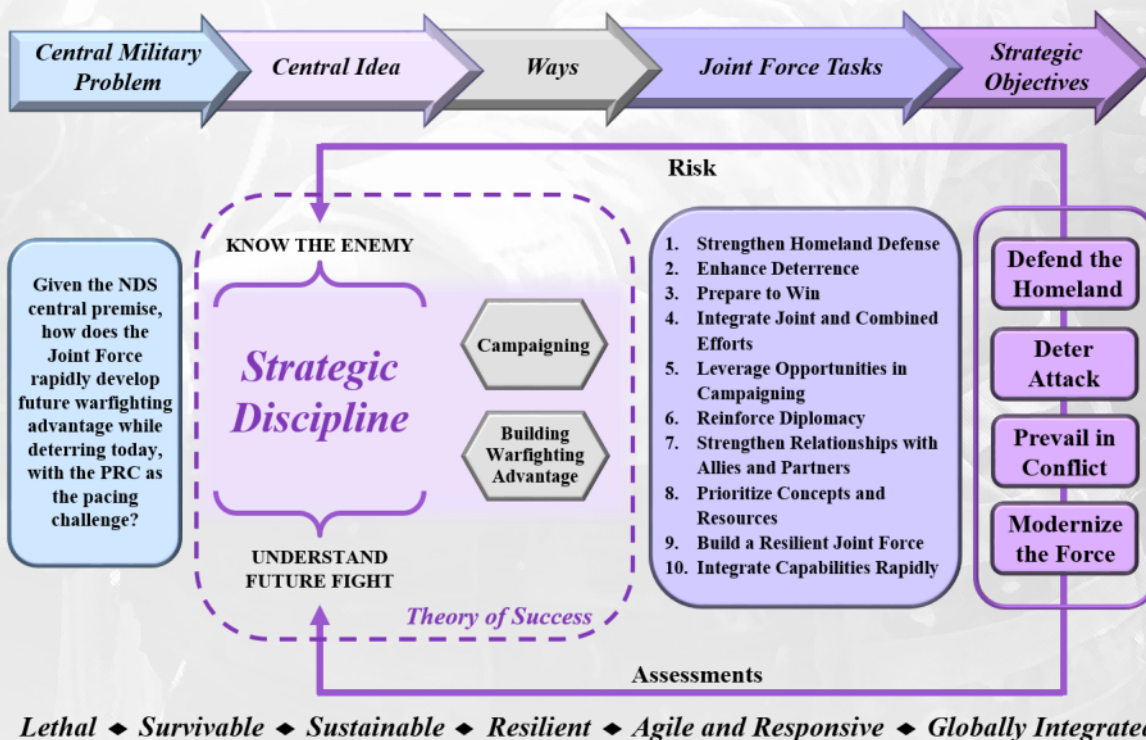 Central Military
Problem
Central Idea
Ways
Joint Force Tasks
Strategic
Objectives
Risk
Given the NDS
central premise,
how does the
Joint Force
rapidly develop
future warfighting
advantage while
deterring today,
with the PRC as
the pacing
challenge?
KNOW THE ENEMY
Strategic
Discipline
UNDERSTAND
FUTURE FIGHT
Campaigning
Building
Warfighting
Advantage
Theory of Success
1. Strengthen Homeland Defense
2. Enhance Deterrence
3. Prepare to Win
4. Integrate Joint and Combined
Efforts
5. Leverage Opportunities in
Campaigning
6. Reinforce Diplomacy
7. Strengthen Relationships with
Allies and Partners
8. Prioritize Concepts and
Resources
9. Build a Resilient Joint Force
10. Integrate Capabilities Rapidly
Defend the
Homeland
Deter
Attack
Prevail in
Conflict
Modernize
the Force
Assessments
Lethal ◆ Survivable ◆ Sustainable ◆ Resilient ◆ Agile and Responsive ◆ Globally Integrated